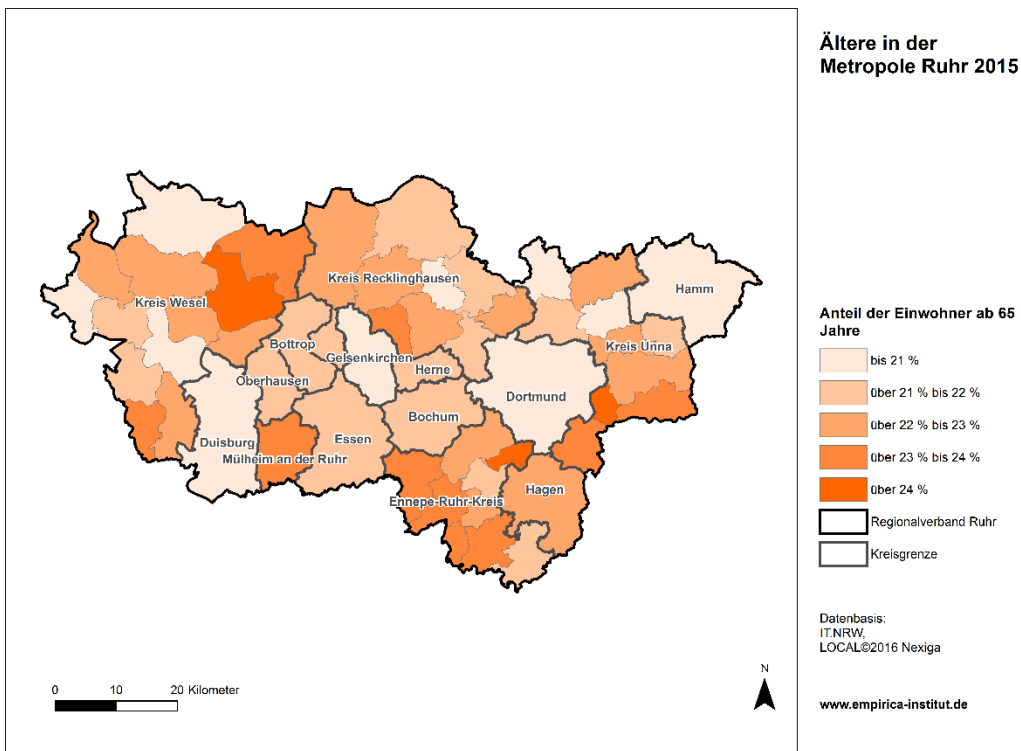 Ältere in der
Metropole Ruhr 2015
Kreis Recklinghausen
Hamm
Kreis Wesel
Anteil der Einwohner ab 65
Jahre
Bottrop
Gelsenkirchen
Kreis Unna
Herne
bis 21 %
Oberhausen
Dortmund
über 21 % bis 22 %
Bochum
Essen
Duisburg
über 22 % bis 23 %
Mülheim an der Ruhr
über 23 % bis 24 %
Hagen
Ennepe-Ruhr-Kreis
über 24 %
Regionalverband Ruhr
Kreisgrenze
Datenbasis:
IT.NRW,
LOCAL©2016 Nexiga
N
0 10 20 Kilometer
www.empirica-institut.de